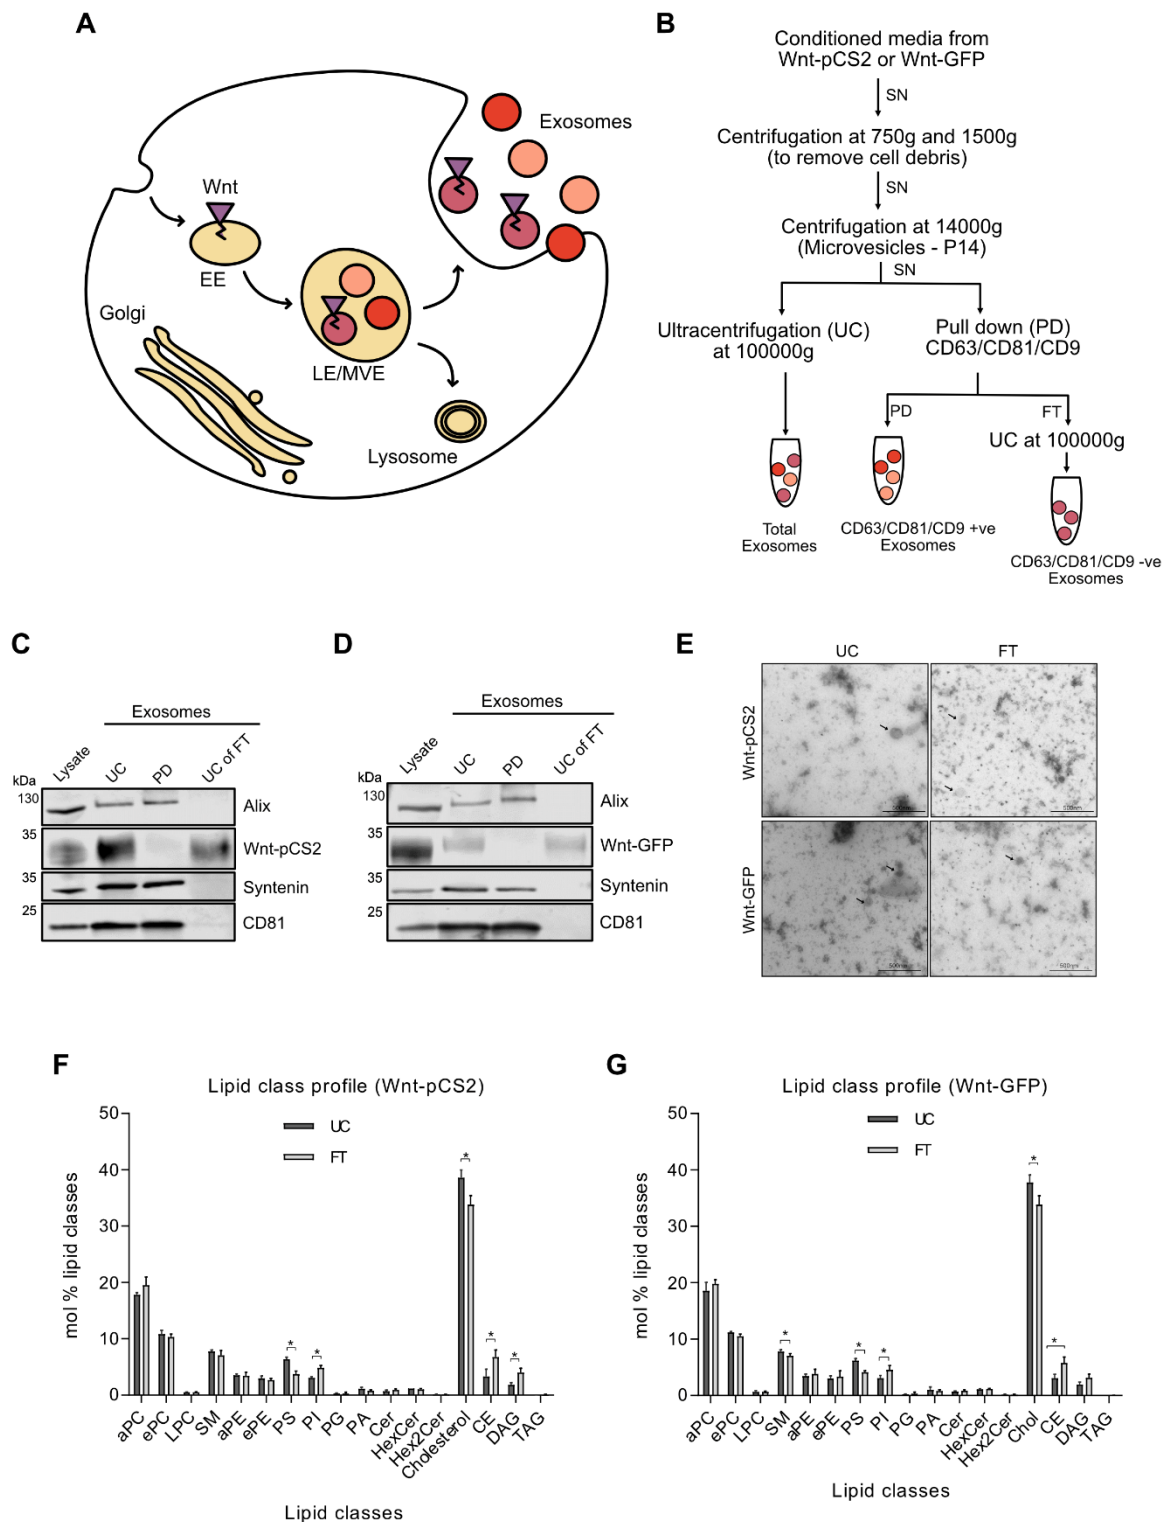 A
Exosomes
Wnt
EE
Golgi
LE/MVE
Lysosome
B
Conditioned media from
Wnt-pCS2 or Wnt-GFP
SN
Centrifugation at 750g and 1500g
(to remove cell debris)
SN
Centrifugation at 14000g
(Microvesicles - P14)
SN
Ultracentrifugation (UC)
at 100000g
Pull down (PD)
CD63/CD81/CD9
PD
FT
UC at 100000g
Total
Exosomes
CD63/CD81/CD9 +ve
Exosomes
CD63/CD81/CD9 -ve
Exosomes
C
Exosomes
Lysate
UC
PD
UC of FT
kDa
130
Alix
35
Wnt-pCS2
35
Syntenin
25
CD81
D
Exosomes
Lysate
UC
PD
UC of FT
kDa
130
Alix
35
Wnt-GFP
35
Syntenin
25
CD81
E
UC
FT
Wnt-pCS2
Wnt-GFP
500nm
500nm
500nm
500nm
F
Lipid class profile (Wnt-pCS2)
UC
FT
mol % lipid classes
50
40
30
20
10
0
* * * * *
aPC
ePC
LPC
SM
aPE
ePE
PS
PI
PG
PA
Cer
HexCer
Hex2Cer
Cholesterol
CE
DAG
TAG
Lipid classes
G
Lipid class profile (Wnt-GFP)
UC
FT
mol % lipid classes
50
40
30
20
10
0
* * * * *
aPC
ePC
LPC
SM
aPE
ePE
PS
PI
PG
PA
Cer
HexCer
Hex2Cer
Chol
CE
DAG
TAG
Lipid classes